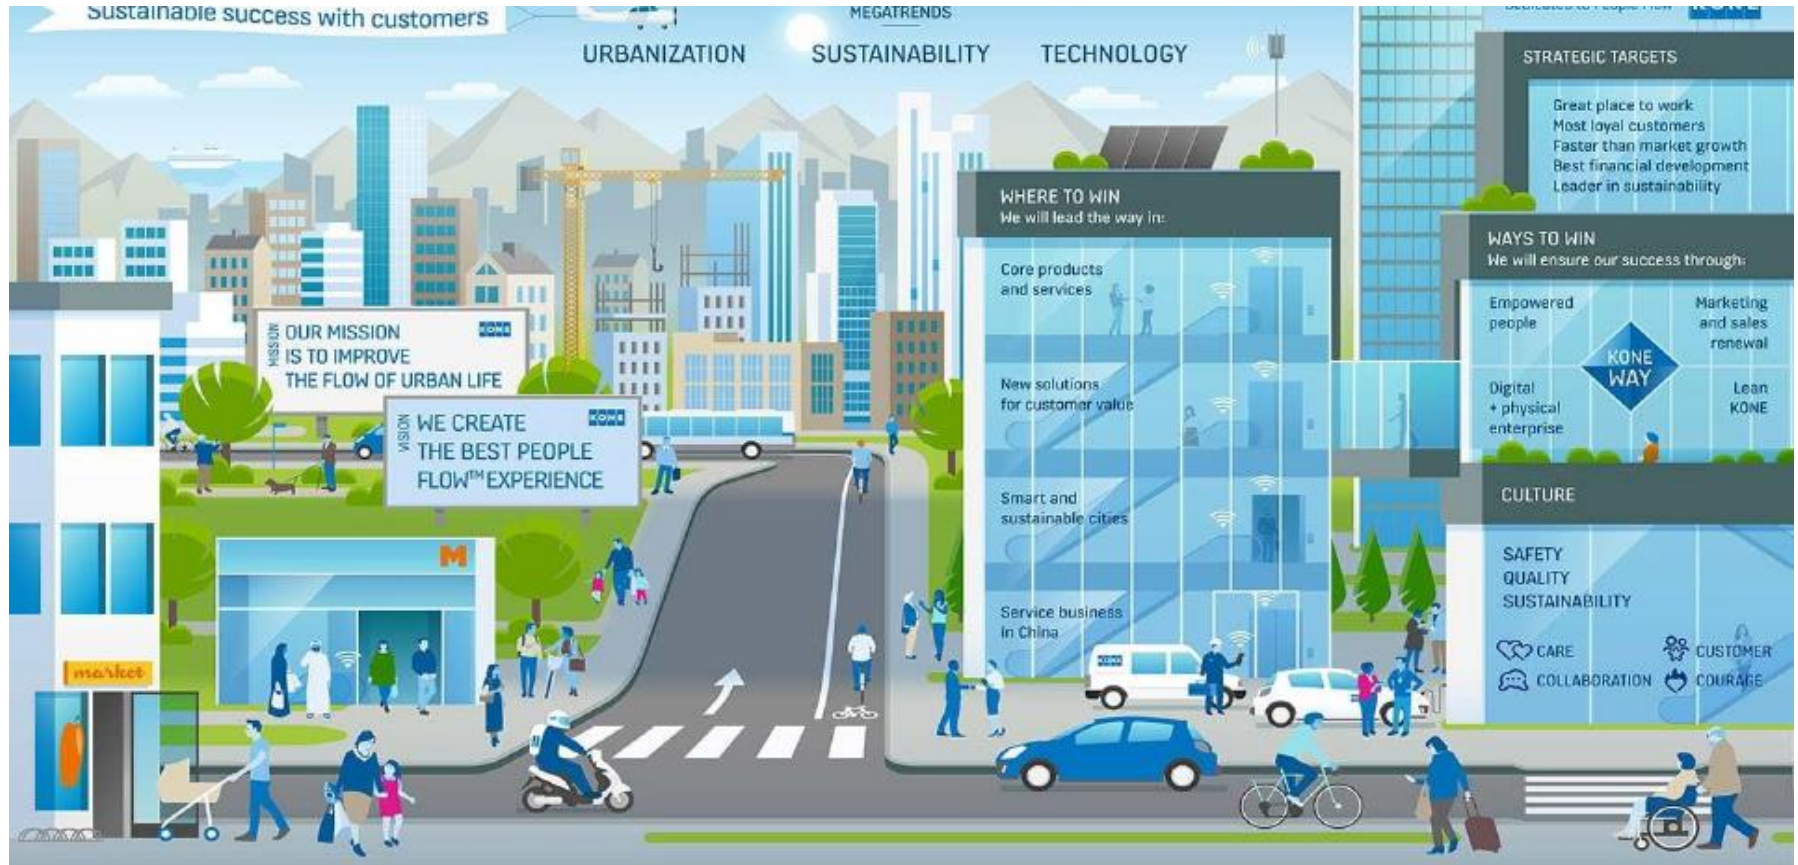 Sustainable success with customers
MEGATRENDS
URBANIZATION
SUSTAINABILITY
TECHNOLOGY
Dedicated to People Flow
KONE
STRATEGIC TARGETS
Great place to work
Most loyal customers
Faster than market growth
Best financial development
Leader in sustainability
WHERE TO WIN
We will lead the way in:
Core products
and services
New solutions
for customer value
Smart and
sustainable cities
Service business
in China
WAYS TO WIN
We will ensure our success through:
Empowered
people
Marketing
and sales
renewal
KONE
WAY
Digital
+ physical
enterprise
Lean
KONE
CULTURE
SAFETY
QUALITY
SUSTAINABILITY
CARE
CUSTOMER
COLLABORATION
COURAGE
MISSION
OUR MISSION
IS TO IMPROVE
THE FLOW OF URBAN LIFE
KONE
VISION
WE CREATE
THE BEST PEOPLE
FLOW™ EXPERIENCE
KONE
M
market
KONE